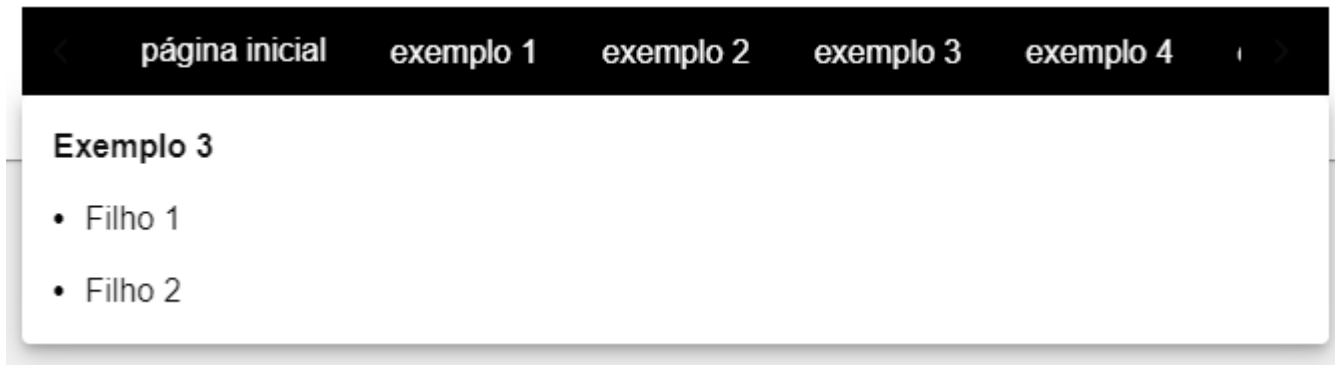 página inicial exemplo 1 exemplo 2 exemplo 3 exemplo 4
Exemplo 3
• Filho 1
• Filho 2